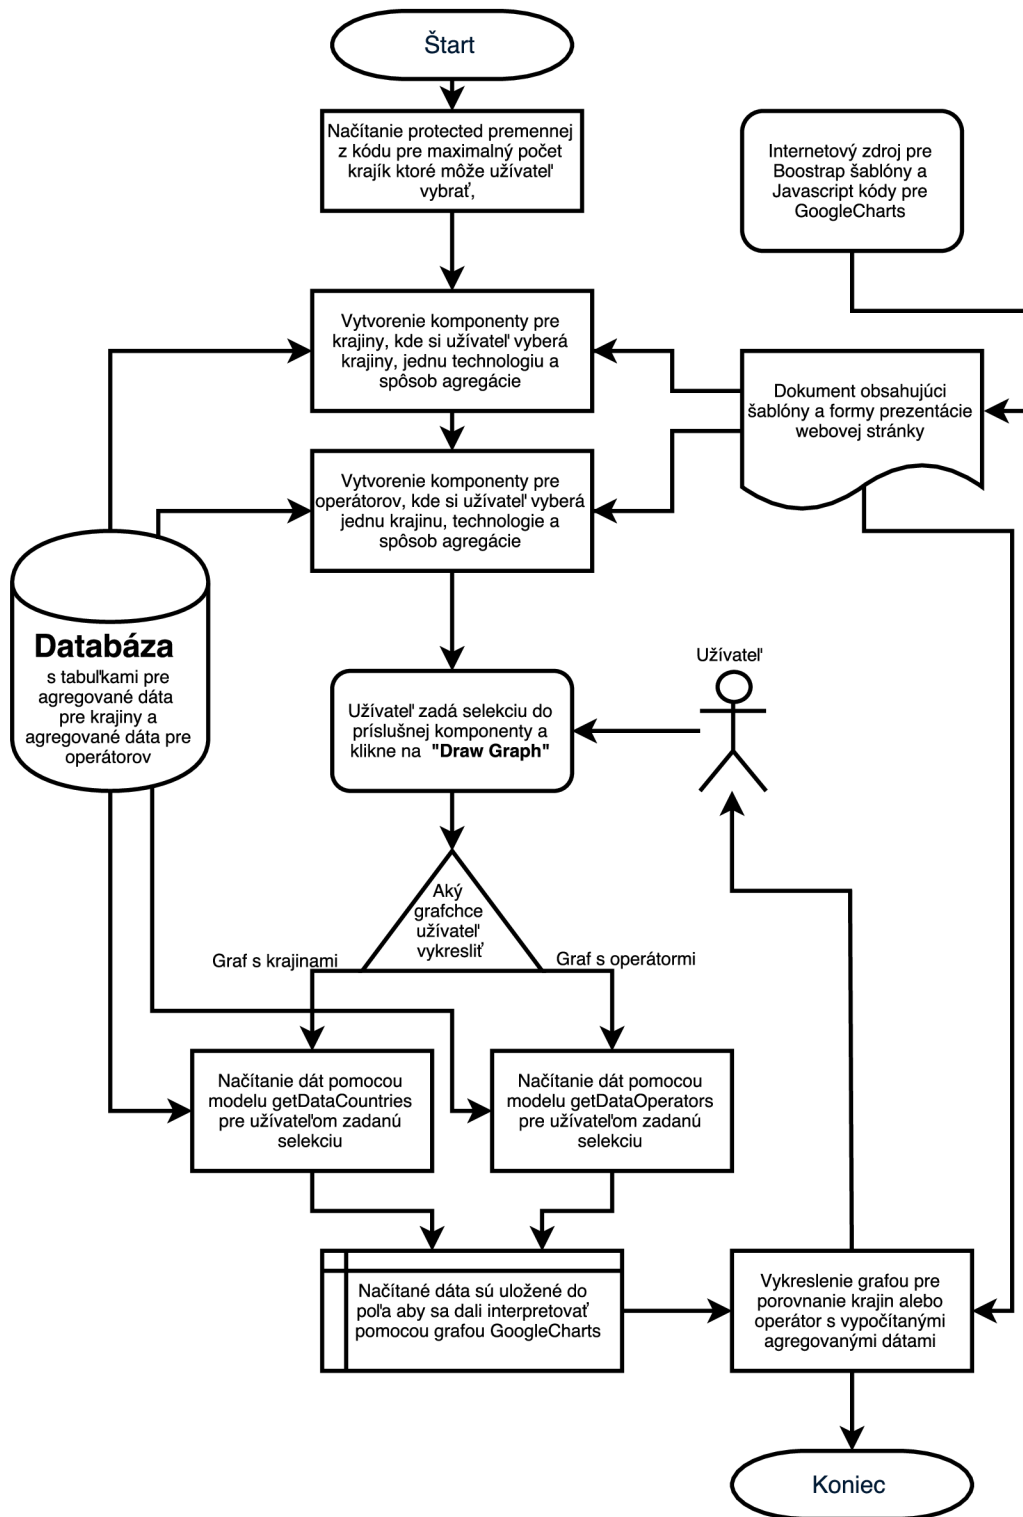 Štart
Načítanie protected premennej
z kódu pre maximalný počet
krajík ktoré môže užívateľ
vybrať,
Internetový zdroj pre
Boostrap šablóny a
Javascript kódy pre
GoogleCharts
Vytvorenie komponenty pre
krajiny, kde si užívateľ vyberá
krajiny, jednu technologiu a
spôsob agregácie
Dokument obsahujúci
šablóny a formy prezentácie
webovej stránky
Vytvorenie komponenty pre
operátorov, kde si užívateľ vyberá
jednu krajinu, technologie a
spôsob agregácie
Databáza
s tabuľkami pre
agregované dáta
pre krajiny a
agregované dáta pre
operátorov
Užívateľ
Užívateľ zadá selekciu do
príslušnej komponenty a
klikne na "Draw Graph"
Aký
grafchce
užívateľ
vykresliť
Graf s krajinami
Graf s operátormi
Načítanie dát pomocou
modelu getDataCountries
pre užívateľom zadanú
selekciu
Načítanie dát pomocou
modelu getDataOperators
pre užívateľom zadanú
selekciu
Načítané dáta sú uložené do
poľa aby sa dali interpretovať
pomocou grafou GoogleCharts
Vykreslenie grafou pre
porovnanie krajin alebo
operátor s vypočítanými
agregovanými dátami
Koniec